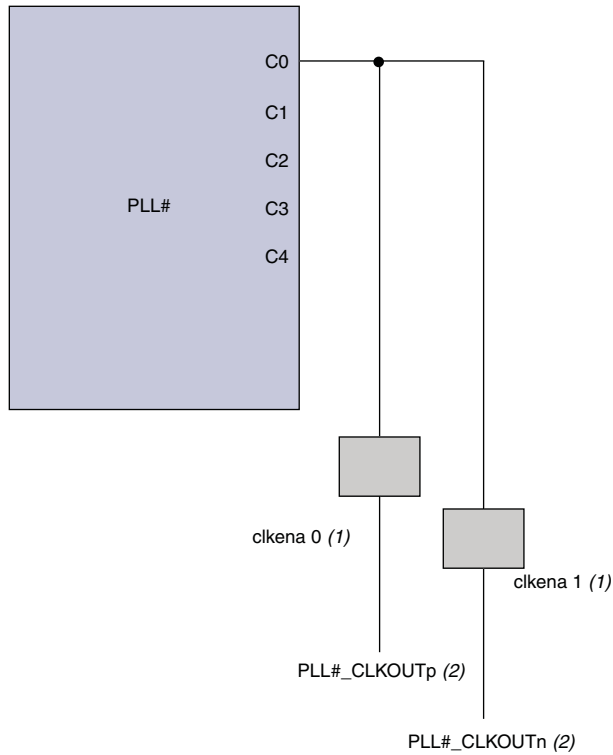 C0
C1
C2
PLL#
C3
C4
clkena 0 (1)
clkena 1 (1)
PLL#_CLKOUTp (2)
PLL#_CLKOUTn (2)